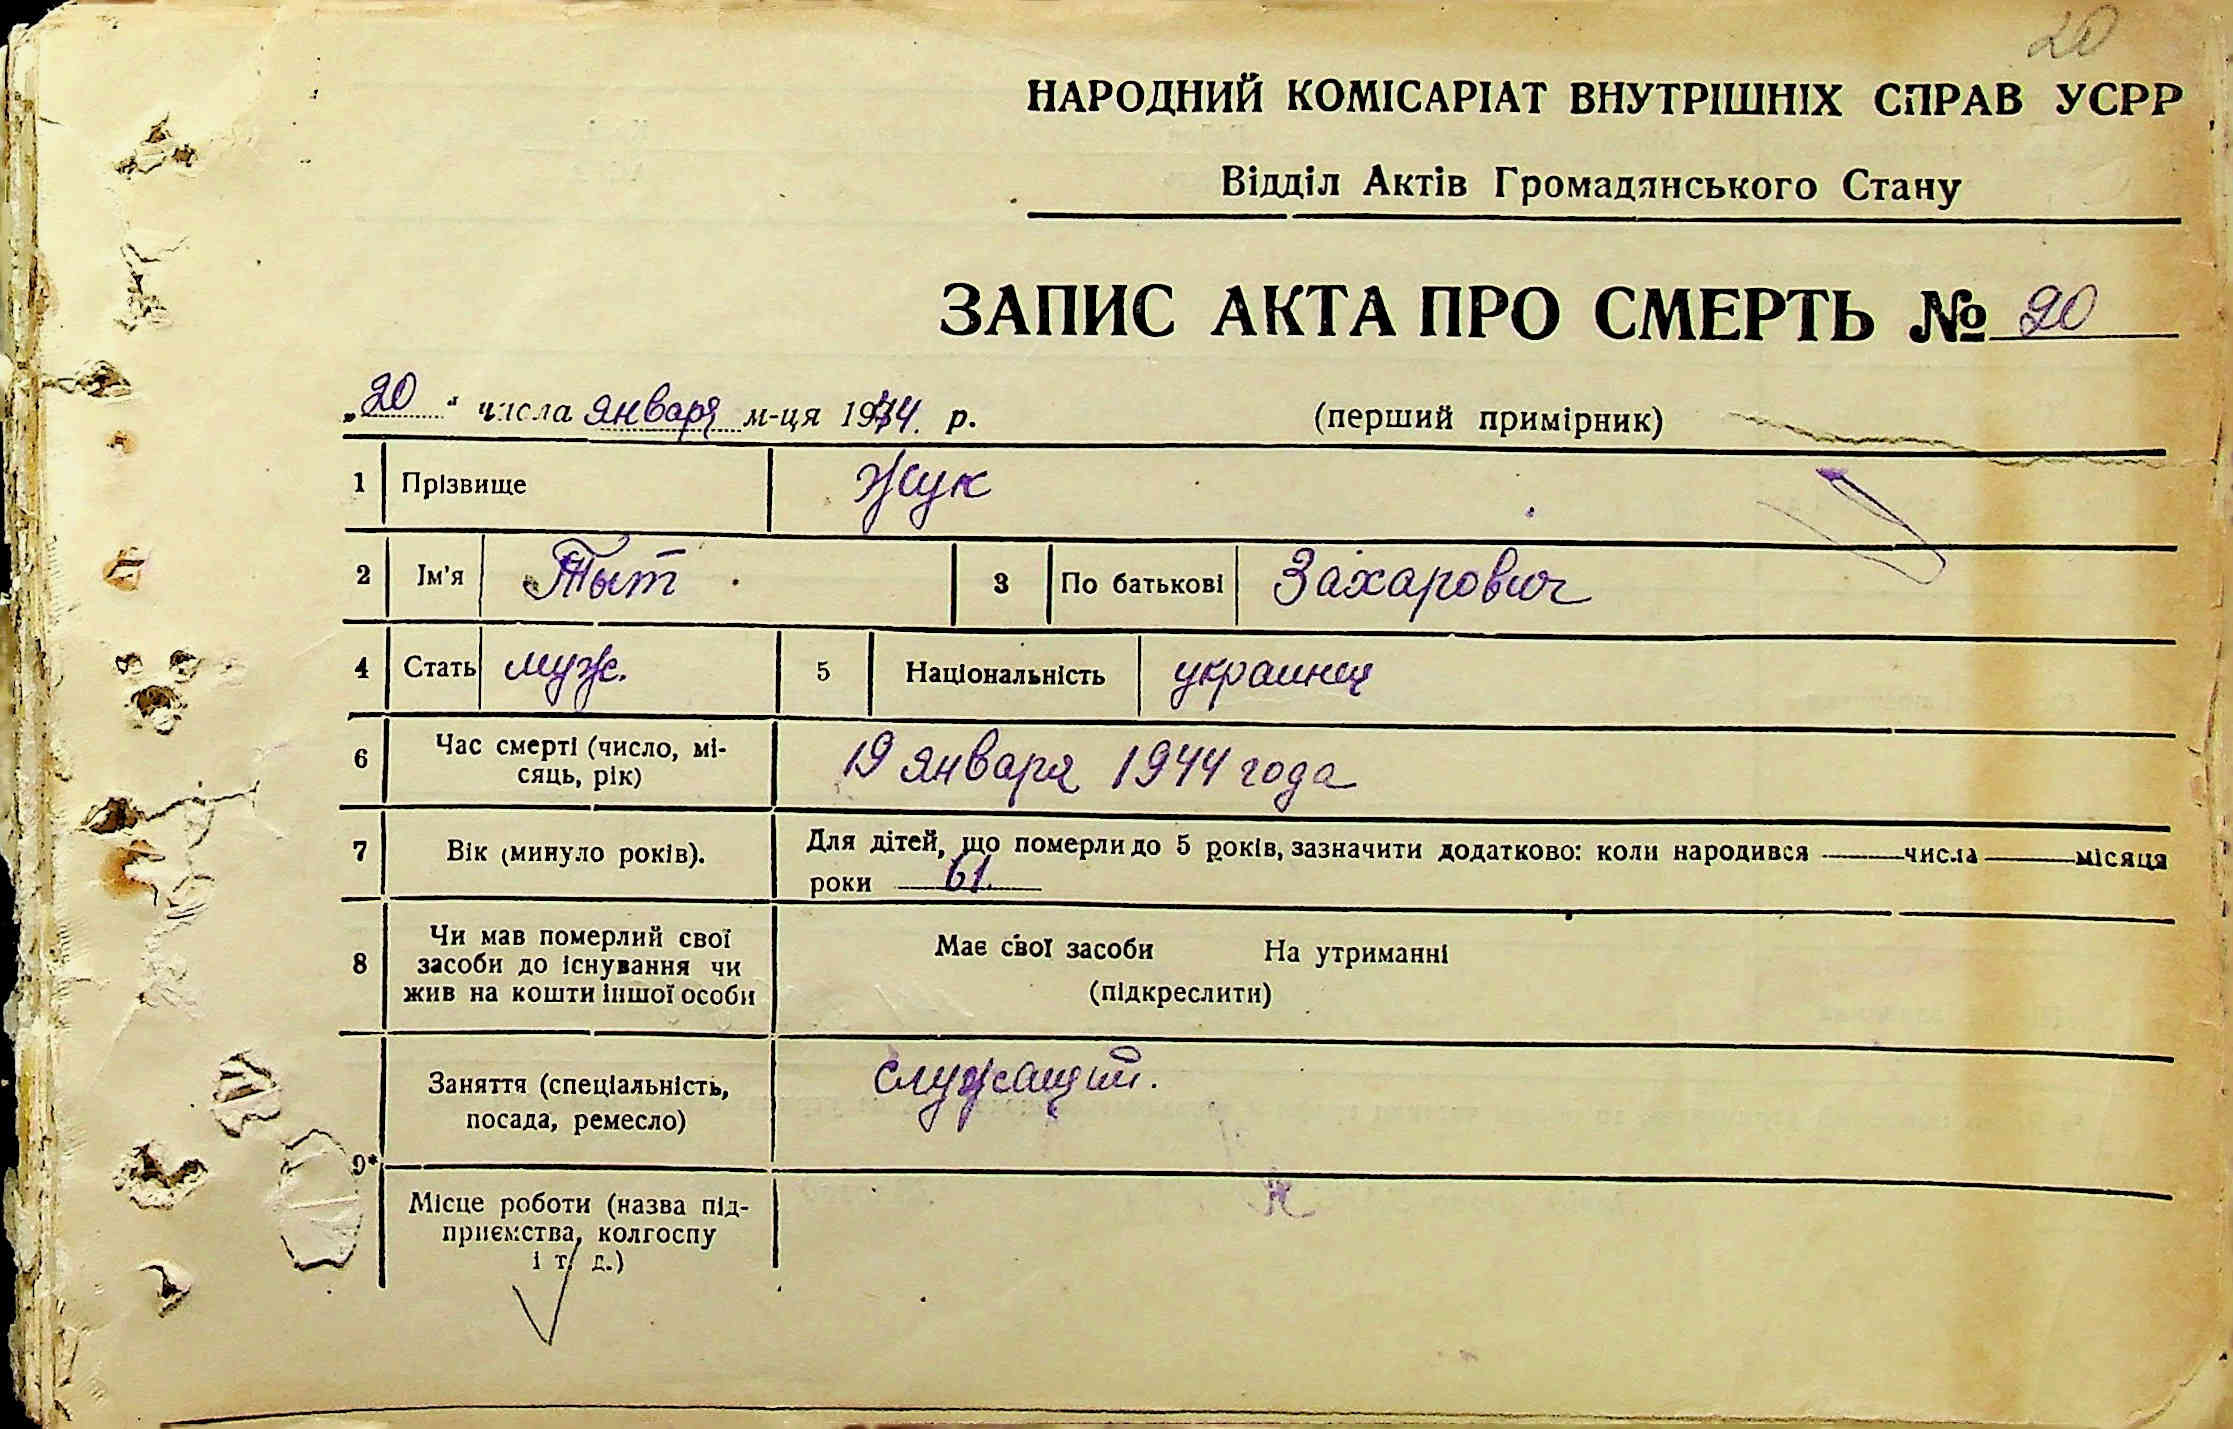 20
НАРОДНИЙ КОМІСАРІАТ ВНУТРІШНІХ СПРАВ УСРР
Відділ Актів Громадянського Стану
ЗАПИС АКТА ПРО СМЕРТЬ № 20
„20" числа января м-ця 1944. р. (перший примірник)
1 Прізвище Жук
2 Ім'я Тыт 3 По батькові Захарович
4 Стать муж. 5 Національність украинец
6 Час смерті (число, мі-
сяць, рік) 19 января 1944 года
7 Вік (минуло років). Для дітей, що померли до 5 років, зазначити додатково: коли народився числа місяця
роки 61.
8 Чи мав померлий свої
засоби до існування чи
жив на кошти іншої особи
Має свої засоби На утриманні
(підкреслити)
9*
Заняття (спеціальність,
посада, ремесло) служащий.
Місце роботи (назва під-
приємства, колгоспу
і т. д.)